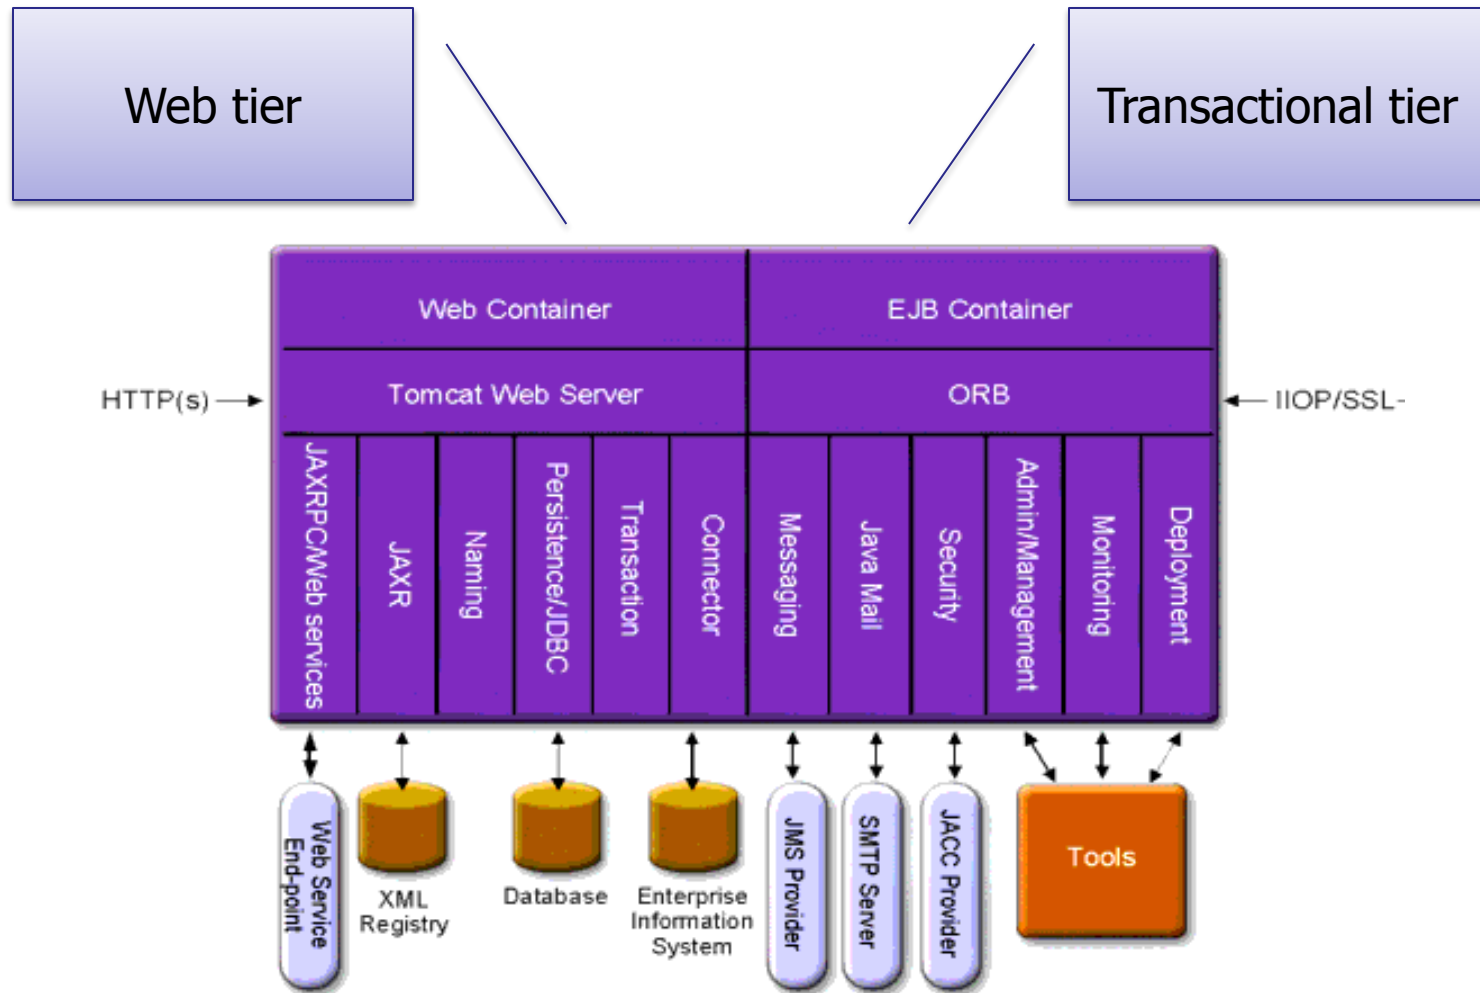 Web tier
Transactional tier
Web Container
EJB Container
HTTP(s)
Tomcat Web Server
ORB
IIOP/SSL-
JAXRPC/Web services
JAXR
Naming
Persistence/JDBC
Transaction
Connector
Messaging
Java Mail
Security
Admin/Management
Monitoring
Deployment
Web Service
End-point
XML
Registry
Database
Enterprise
Information
System
JMS Provider
SMTP Server
JACC Provider
Tools